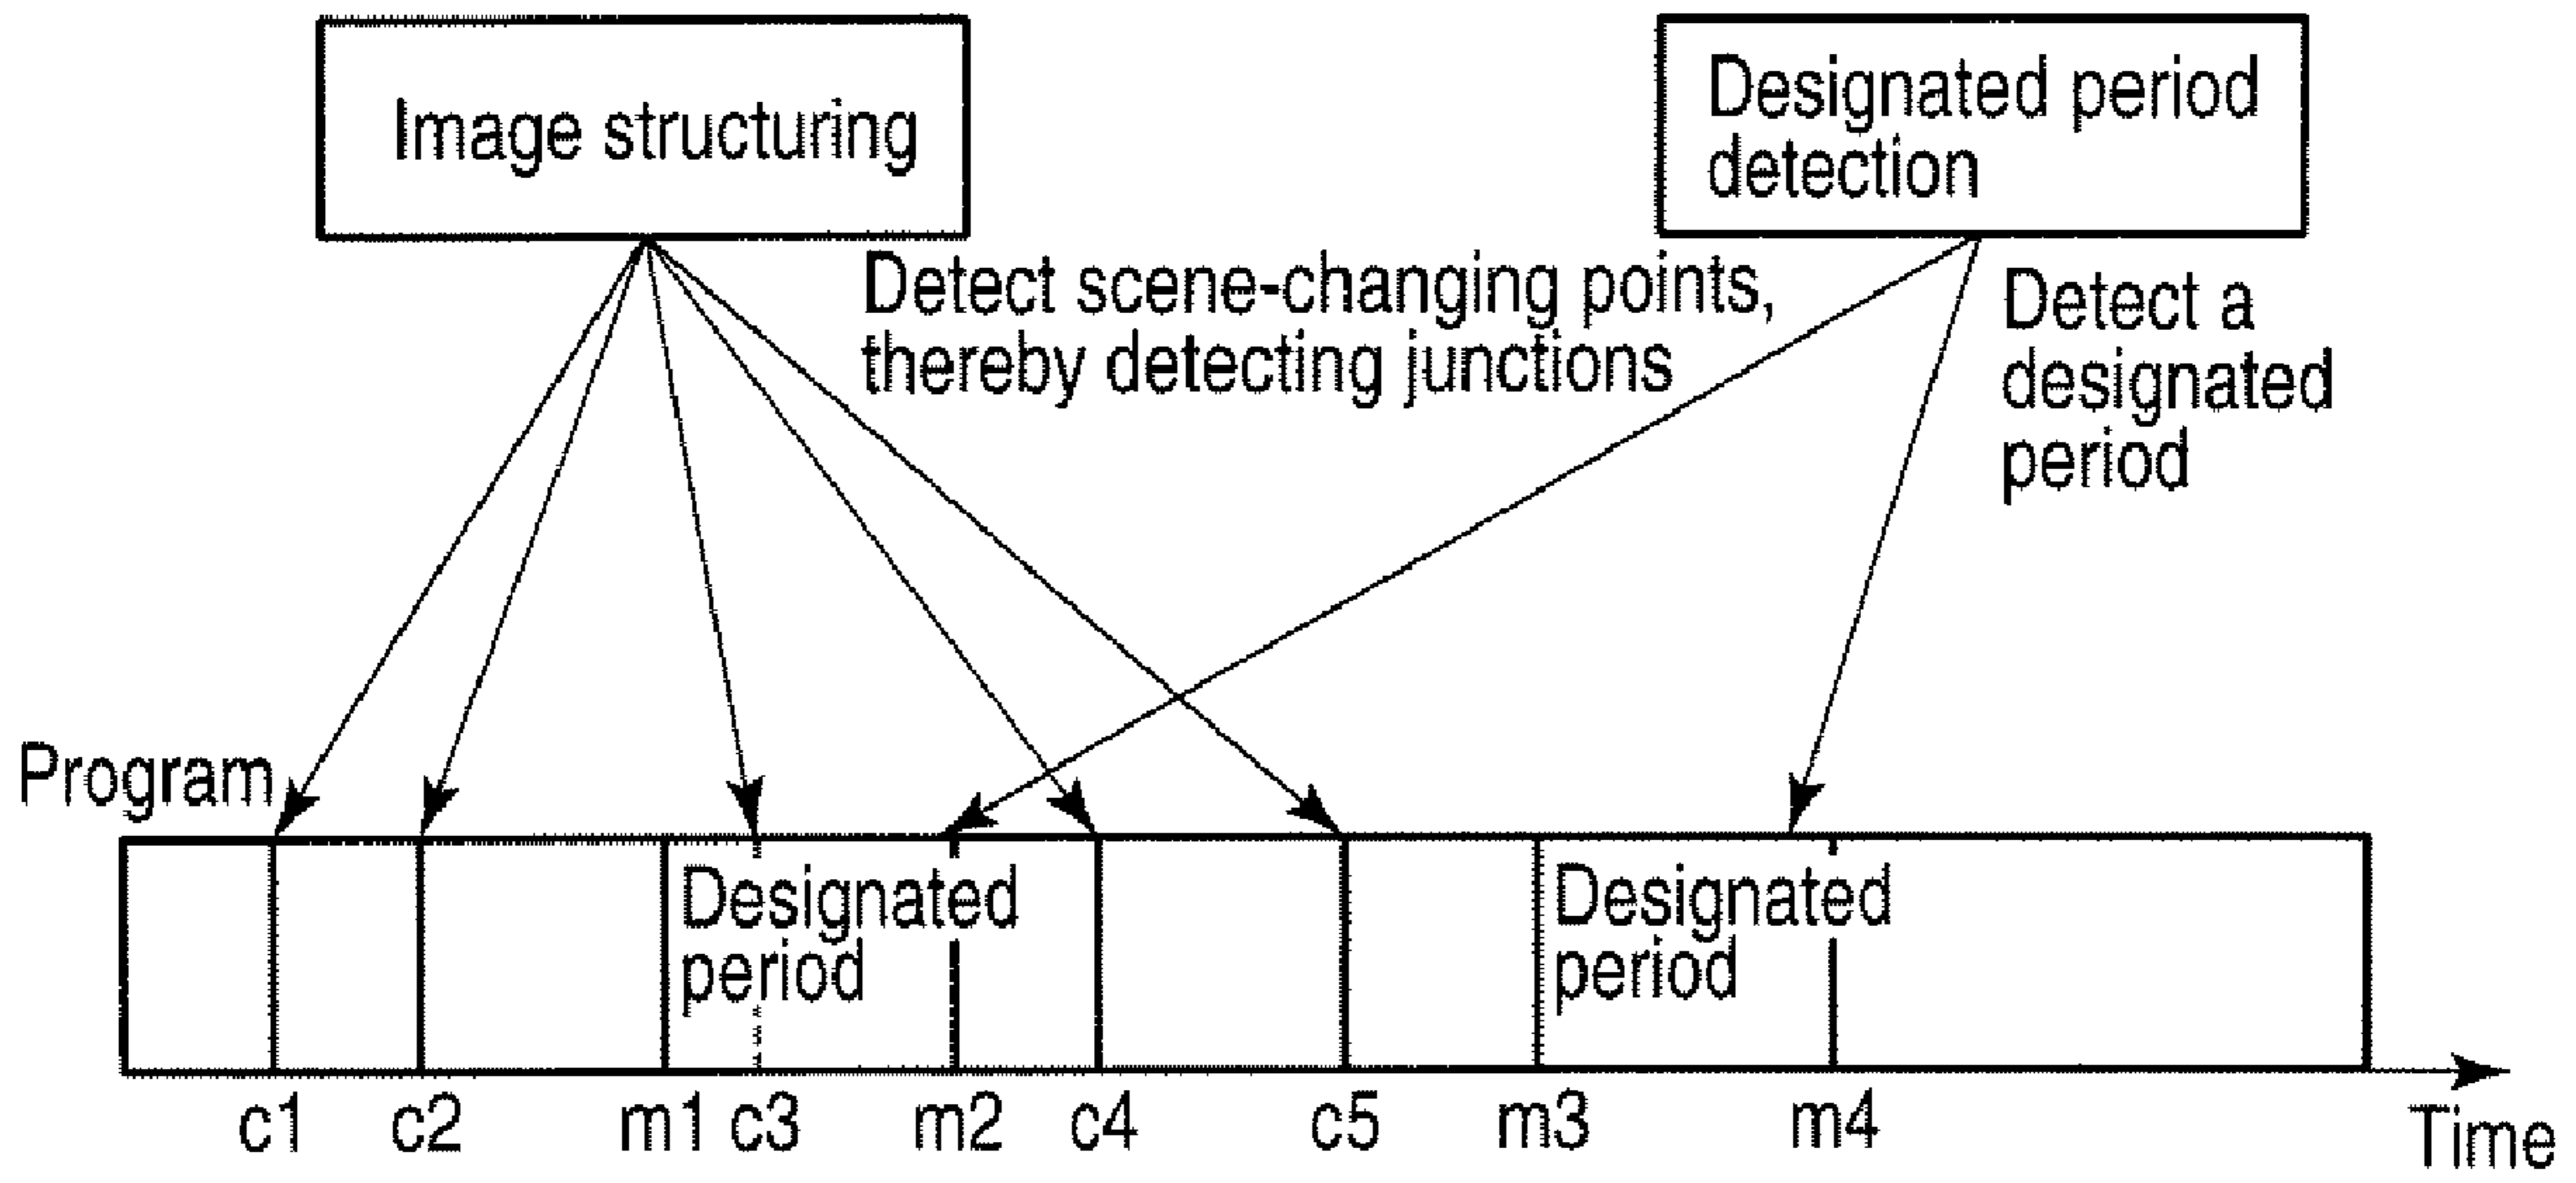 Image structuring
Designated period
detection
Detect scene-changing points,
thereby detecting junctions
Detect a
designated
period
Program
Designated
period
Designated
period
c1 c2 m1 c3 m2 c4 c5 m3 m4
Time